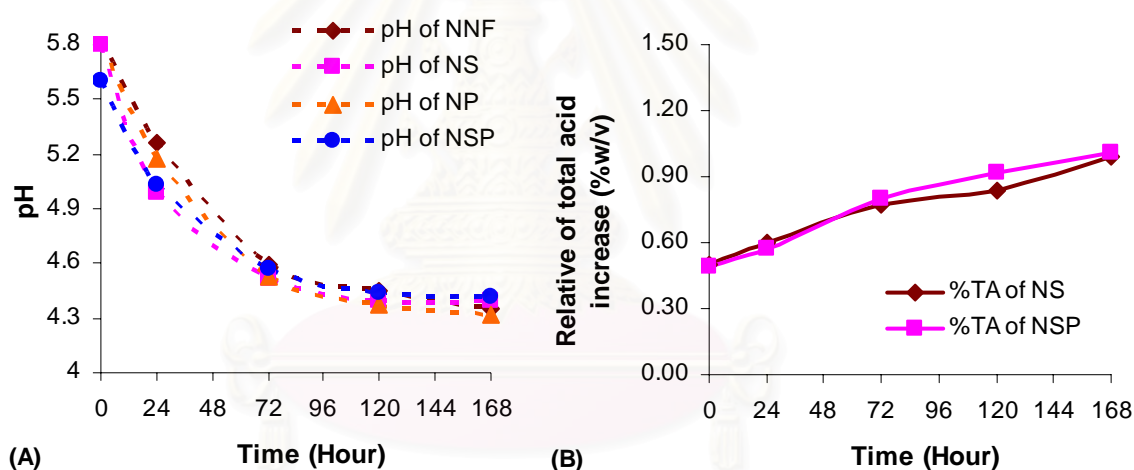 5.8
5.5
5.2
4.9
4.6
4.3
4
pH
0 24 48 72 96 120 144 168
Time (Hour)
(A)
pH of NNF
pH of NS
pH of NP
pH of NSP
1.50
1.20
0.90
0.60
0.30
0.00
Relative of total acid
increase (%w/v)
0 24 48 72 96 120 144 168
Time (Hour)
(B)
%TA of NS
%TA of NSP